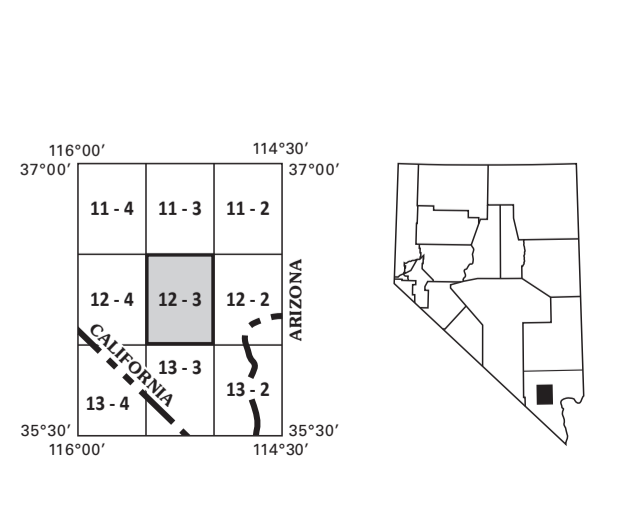 116°00′ 114°30′
37°00′ 37°00′
11 - 4 11 - 3 11 - 2
12 - 4 12 - 3 12 - 2
ARIZONA
CALIFORNIA
13 - 3
13 - 4 13 - 2
35°30′ 35°30′
116°00′ 114°30′